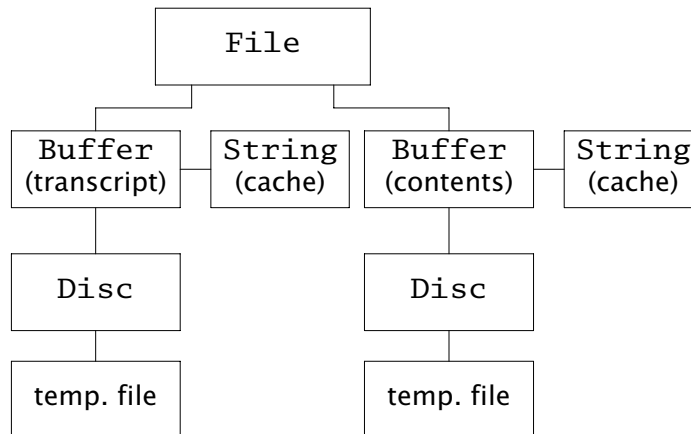 File
Buffer
(transcript)
String
(cache)
Buffer
(contents)
String
(cache)
Disc
Disc
temp. file
temp. file